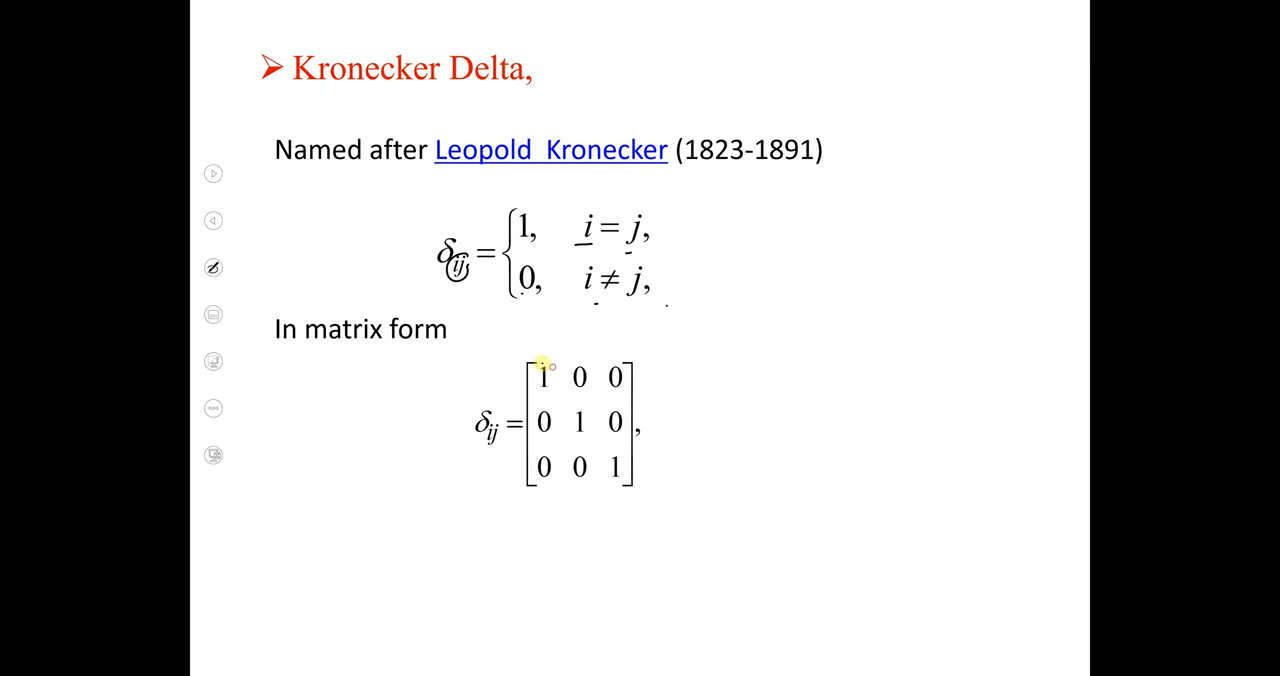 ➢ Kronecker Delta,
Named after Leopold Kronecker (1823-1891)
δij = { 1, i = j,
0, i ≠ j,
In matrix form
δij = [ 1 0 0
0 1 0
0 0 1 ],